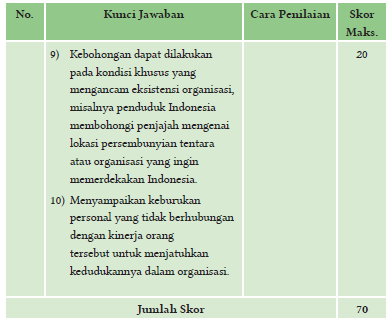 No. Kunci Jawaban Cara Penilaian Skor
Maks.
9) Kebohongan dapat dilakukan 20
pada kondisi khusus yang
mengancam eksistensi organisasi,
misalnya penduduk Indonesia
membohongi penjajah mengenai
lokasi persembunyian tentara
atau organisasi yang ingin
memerdekakan Indonesia.
10) Menyampaikan keburukan
personal yang tidak berhubungan
dengan kinerja orang
tersebut untuk menjatuhkan
kedudukannya dalam organisasi.
Jumlah Skor 70